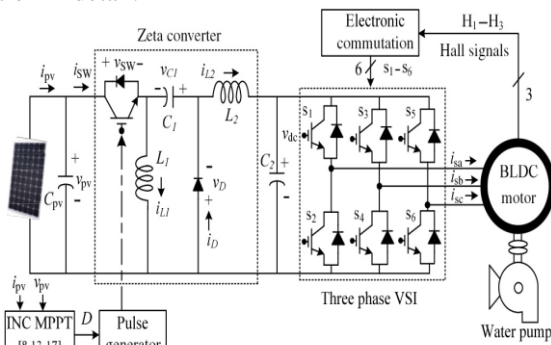 Zeta converter
Electronic
commutation
H1–H3
Hall signals
6
s1–s6
3
ipv
iSW
vSW
-
vC1
+
-
C1
iL2
L2
s1
s3
s5
vdc
isa
isb
isc
BLDC
motor
+
vpv
-
Cpv
L1
iL1
-
vD
+
iD
C2
+
-
s2
s4
s6
Three phase VSI
Water pump
ipv
vpv
INC MPPT
D
Pulse